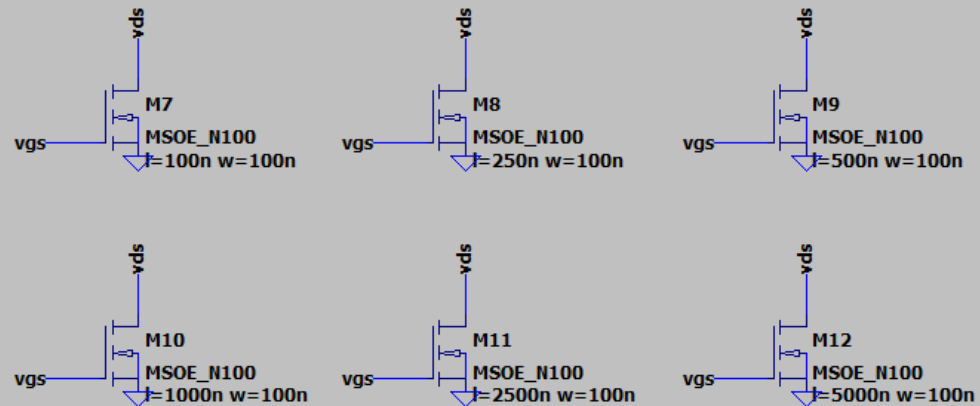 vds
M7
vgs
MSOE_N100
l=100n w=100n
vds
M8
vgs
MSOE_N100
l=250n w=100n
vds
M9
vgs
MSOE_N100
l=500n w=100n
vds
M10
vgs
MSOE_N100
l=1000n w=100n
vds
M11
vgs
MSOE_N100
l=2500n w=100n
vds
M12
vgs
MSOE_N100
l=5000n w=100n